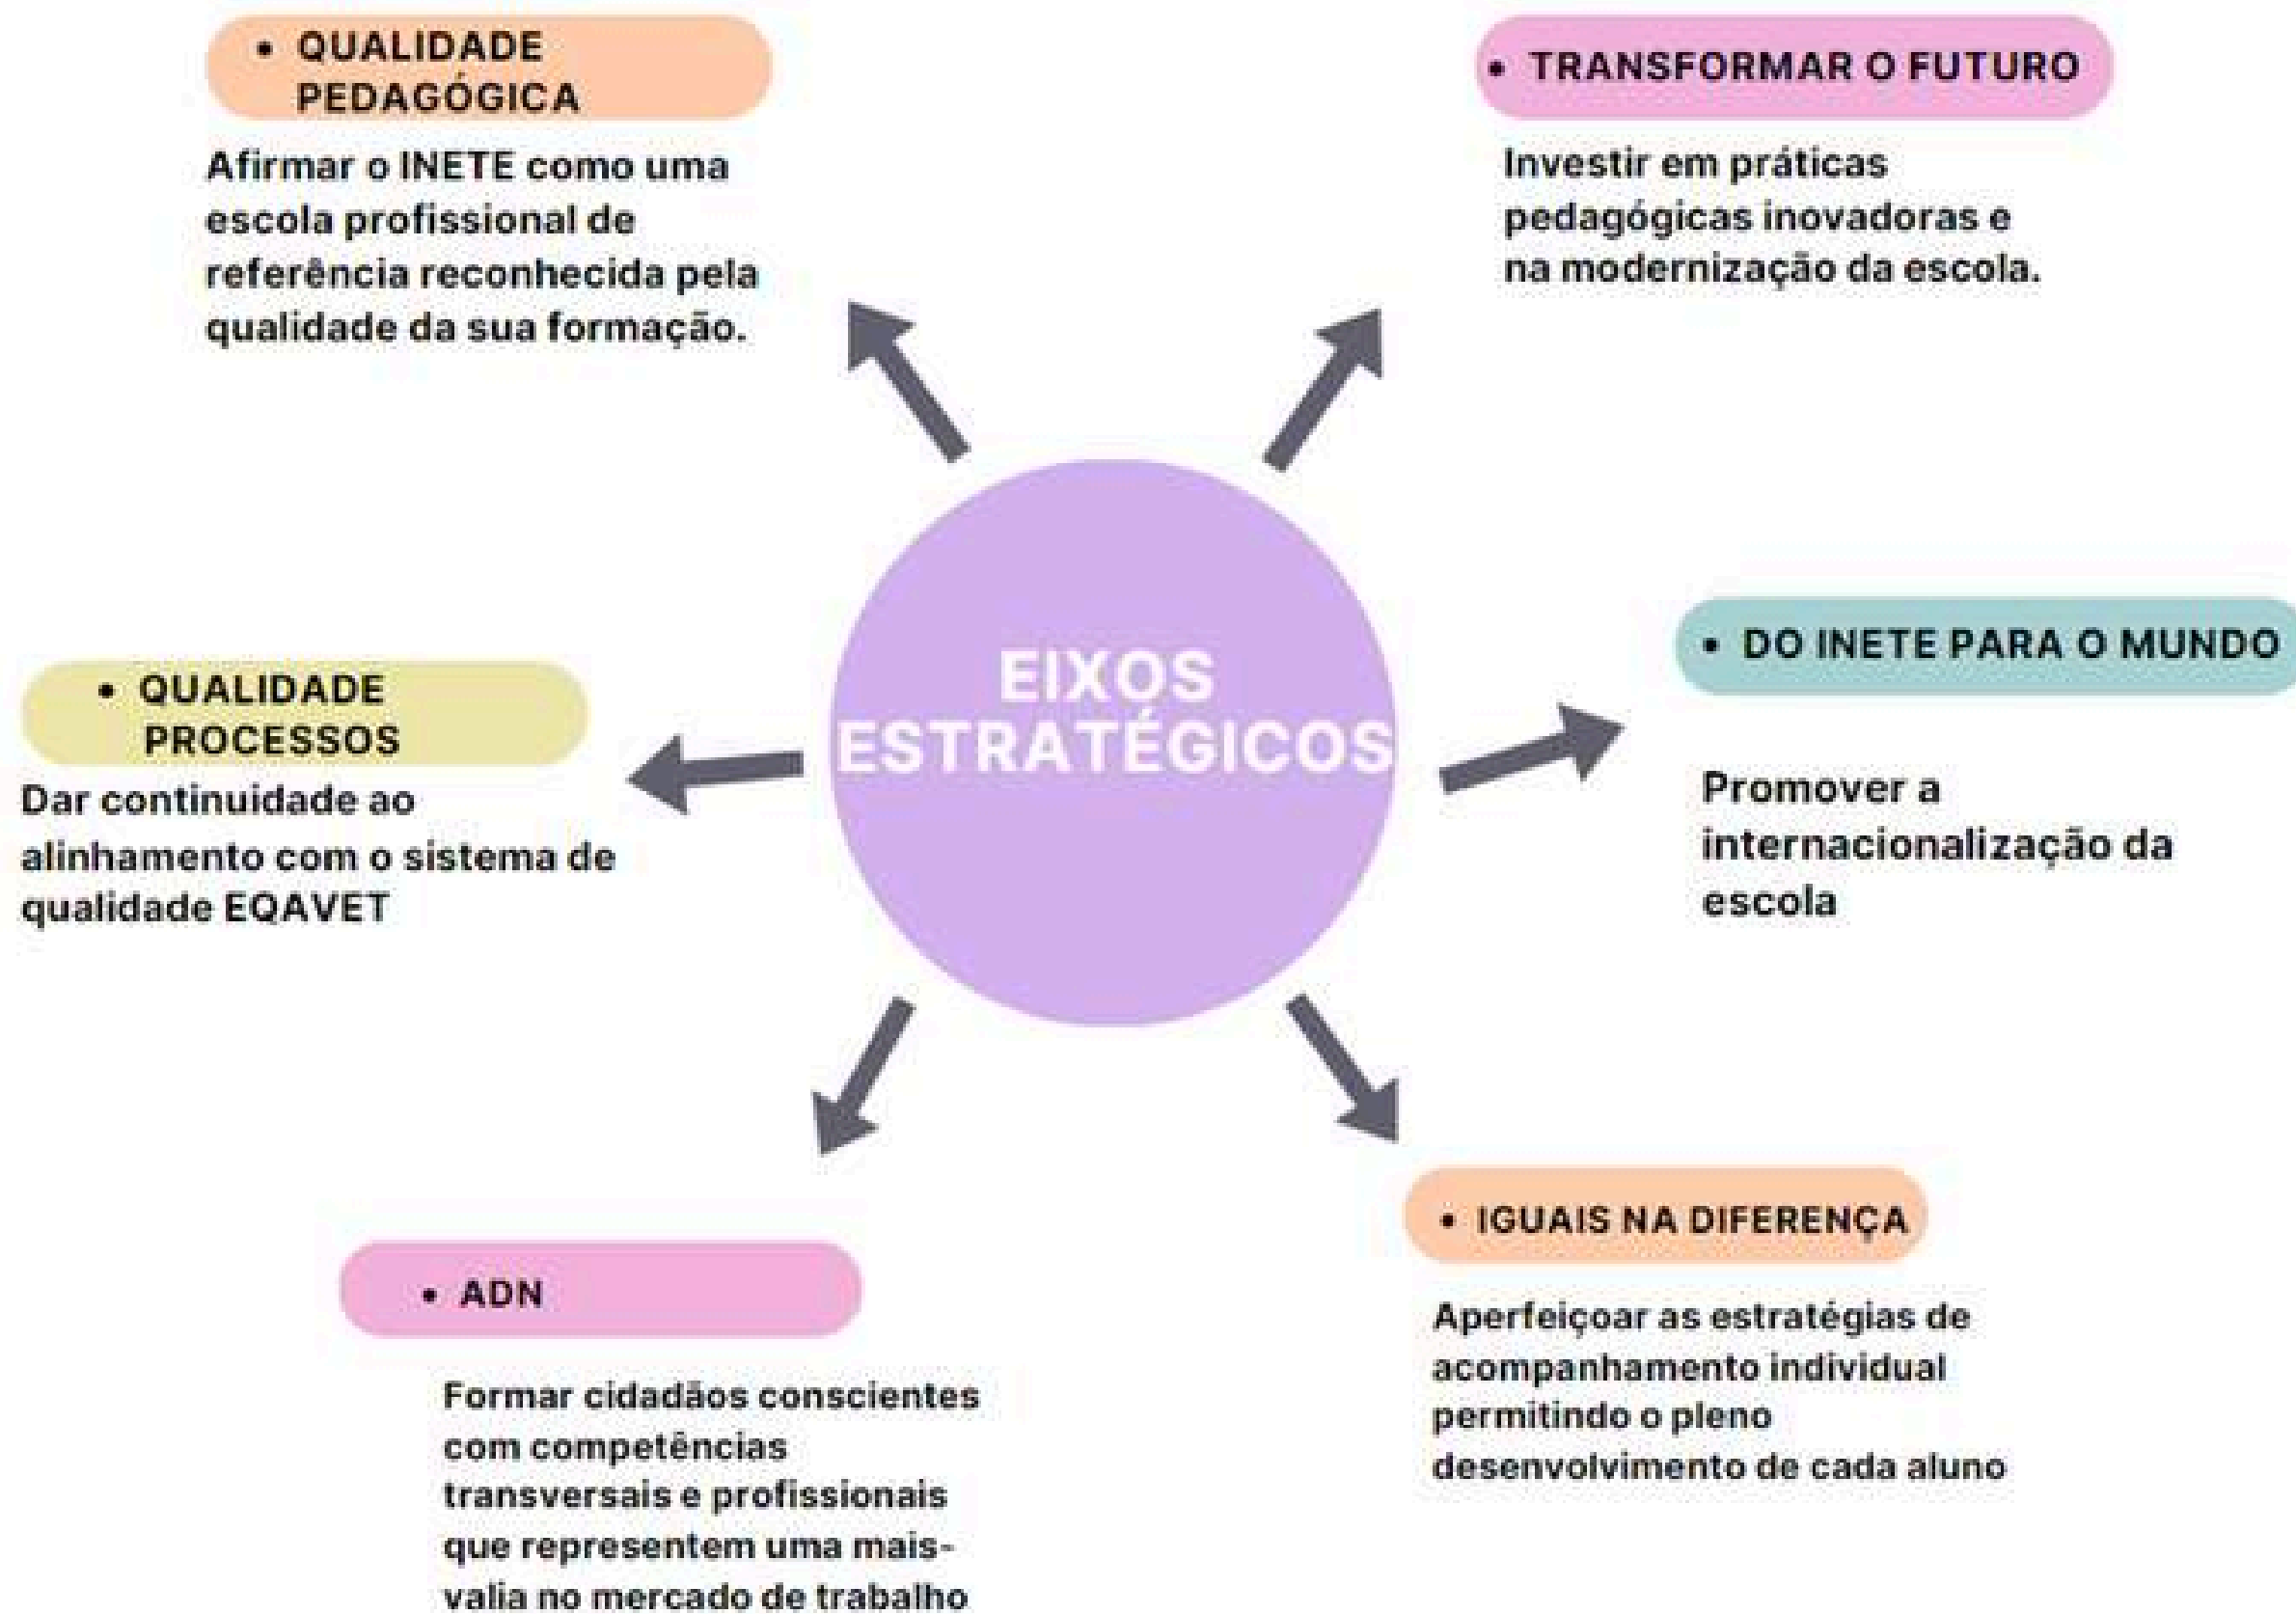 • QUALIDADE
PEDAGÓGICA
Afirmar o INETE como uma
escola profissional de
referência reconhecida pela
qualidade da sua formação.
• TRANSFORMAR O FUTURO
Investir em práticas
pedagógicas inovadoras e
na modernização da escola.
EIXOS
ESTRATÉGICOS
• QUALIDADE
PROCESSOS
Dar continuidade ao
alinhamento com o sistema de
qualidade EQAVET
• DO INETE PARA O MUNDO
Promover a
internacionalização da
escola
• ADN
Formar cidadãos conscientes
com competências
transversais e profissionais
que representem uma mais-
valia no mercado de trabalho
• IGUAIS NA DIFERENÇA
Aperfeiçoar as estratégias de
acompanhamento individual
permitindo o pleno
desenvolvimento de cada aluno